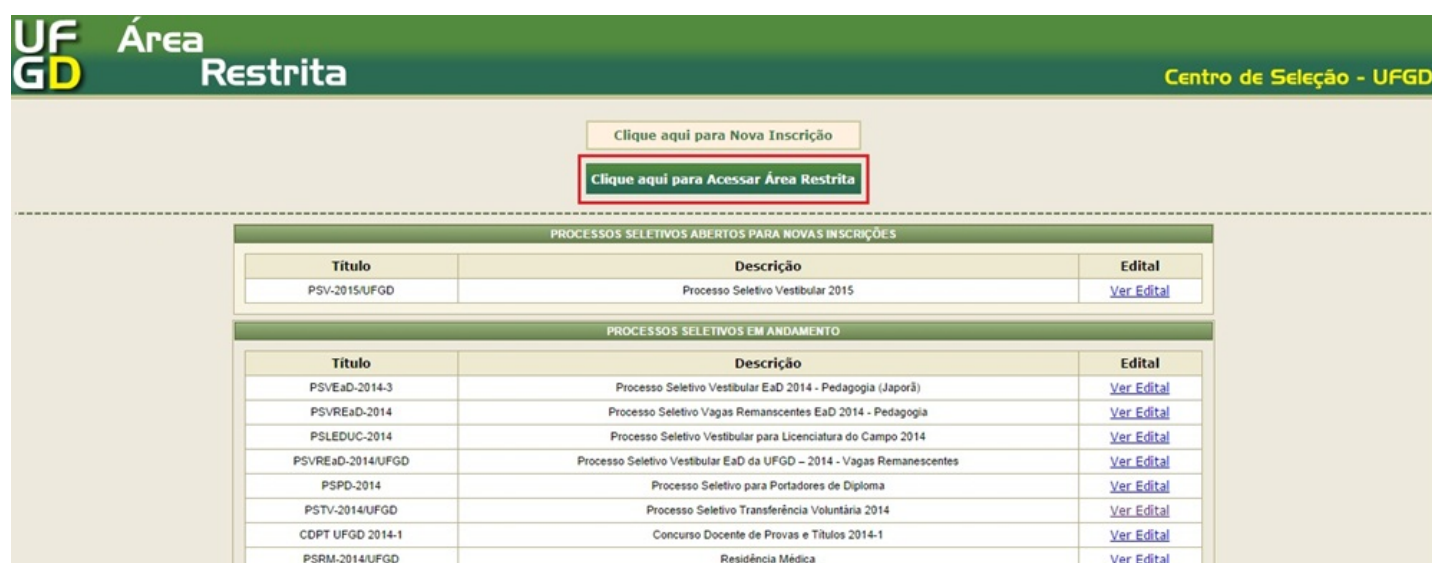 UF
GD
Área
Restrita
Centro de Seleção - UFGD
Clique aqui para Nova Inscrição
Clique aqui para Acessar Área Restrita
PROCESSOS SELETIVOS ABERTOS PARA NOVAS INSCRIÇÕES
Título Descrição Edital
PSV-2015/UFGD Processo Seletivo Vestibular 2015 Ver Edital
PROCESSOS SELETIVOS EM ANDAMENTO
Título Descrição Edital
PSVEaD-2014-3 Processo Seletivo Vestibular EaD 2014 - Pedagogia (Japorã) Ver Edital
PSVREaD-2014 Processo Seletivo Vagas Remanscentes EaD 2014 - Pedagogia Ver Edital
PSLEDUC-2014 Processo Seletivo Vestibular para Licenciatura do Campo 2014 Ver Edital
PSVREaD-2014/UFGD Processo Seletivo Vestibular EaD da UFGD – 2014 - Vagas Remanescentes Ver Edital
PSPD-2014 Processo Seletivo para Portadores de Diploma Ver Edital
PSTV-2014/UFGD Processo Seletivo Transferência Voluntária 2014 Ver Edital
CDPT UFGD 2014-1 Concurso Docente de Provas e Títulos 2014-1 Ver Edital
PSRM-2014/UFGD Residência Médica Ver Edital